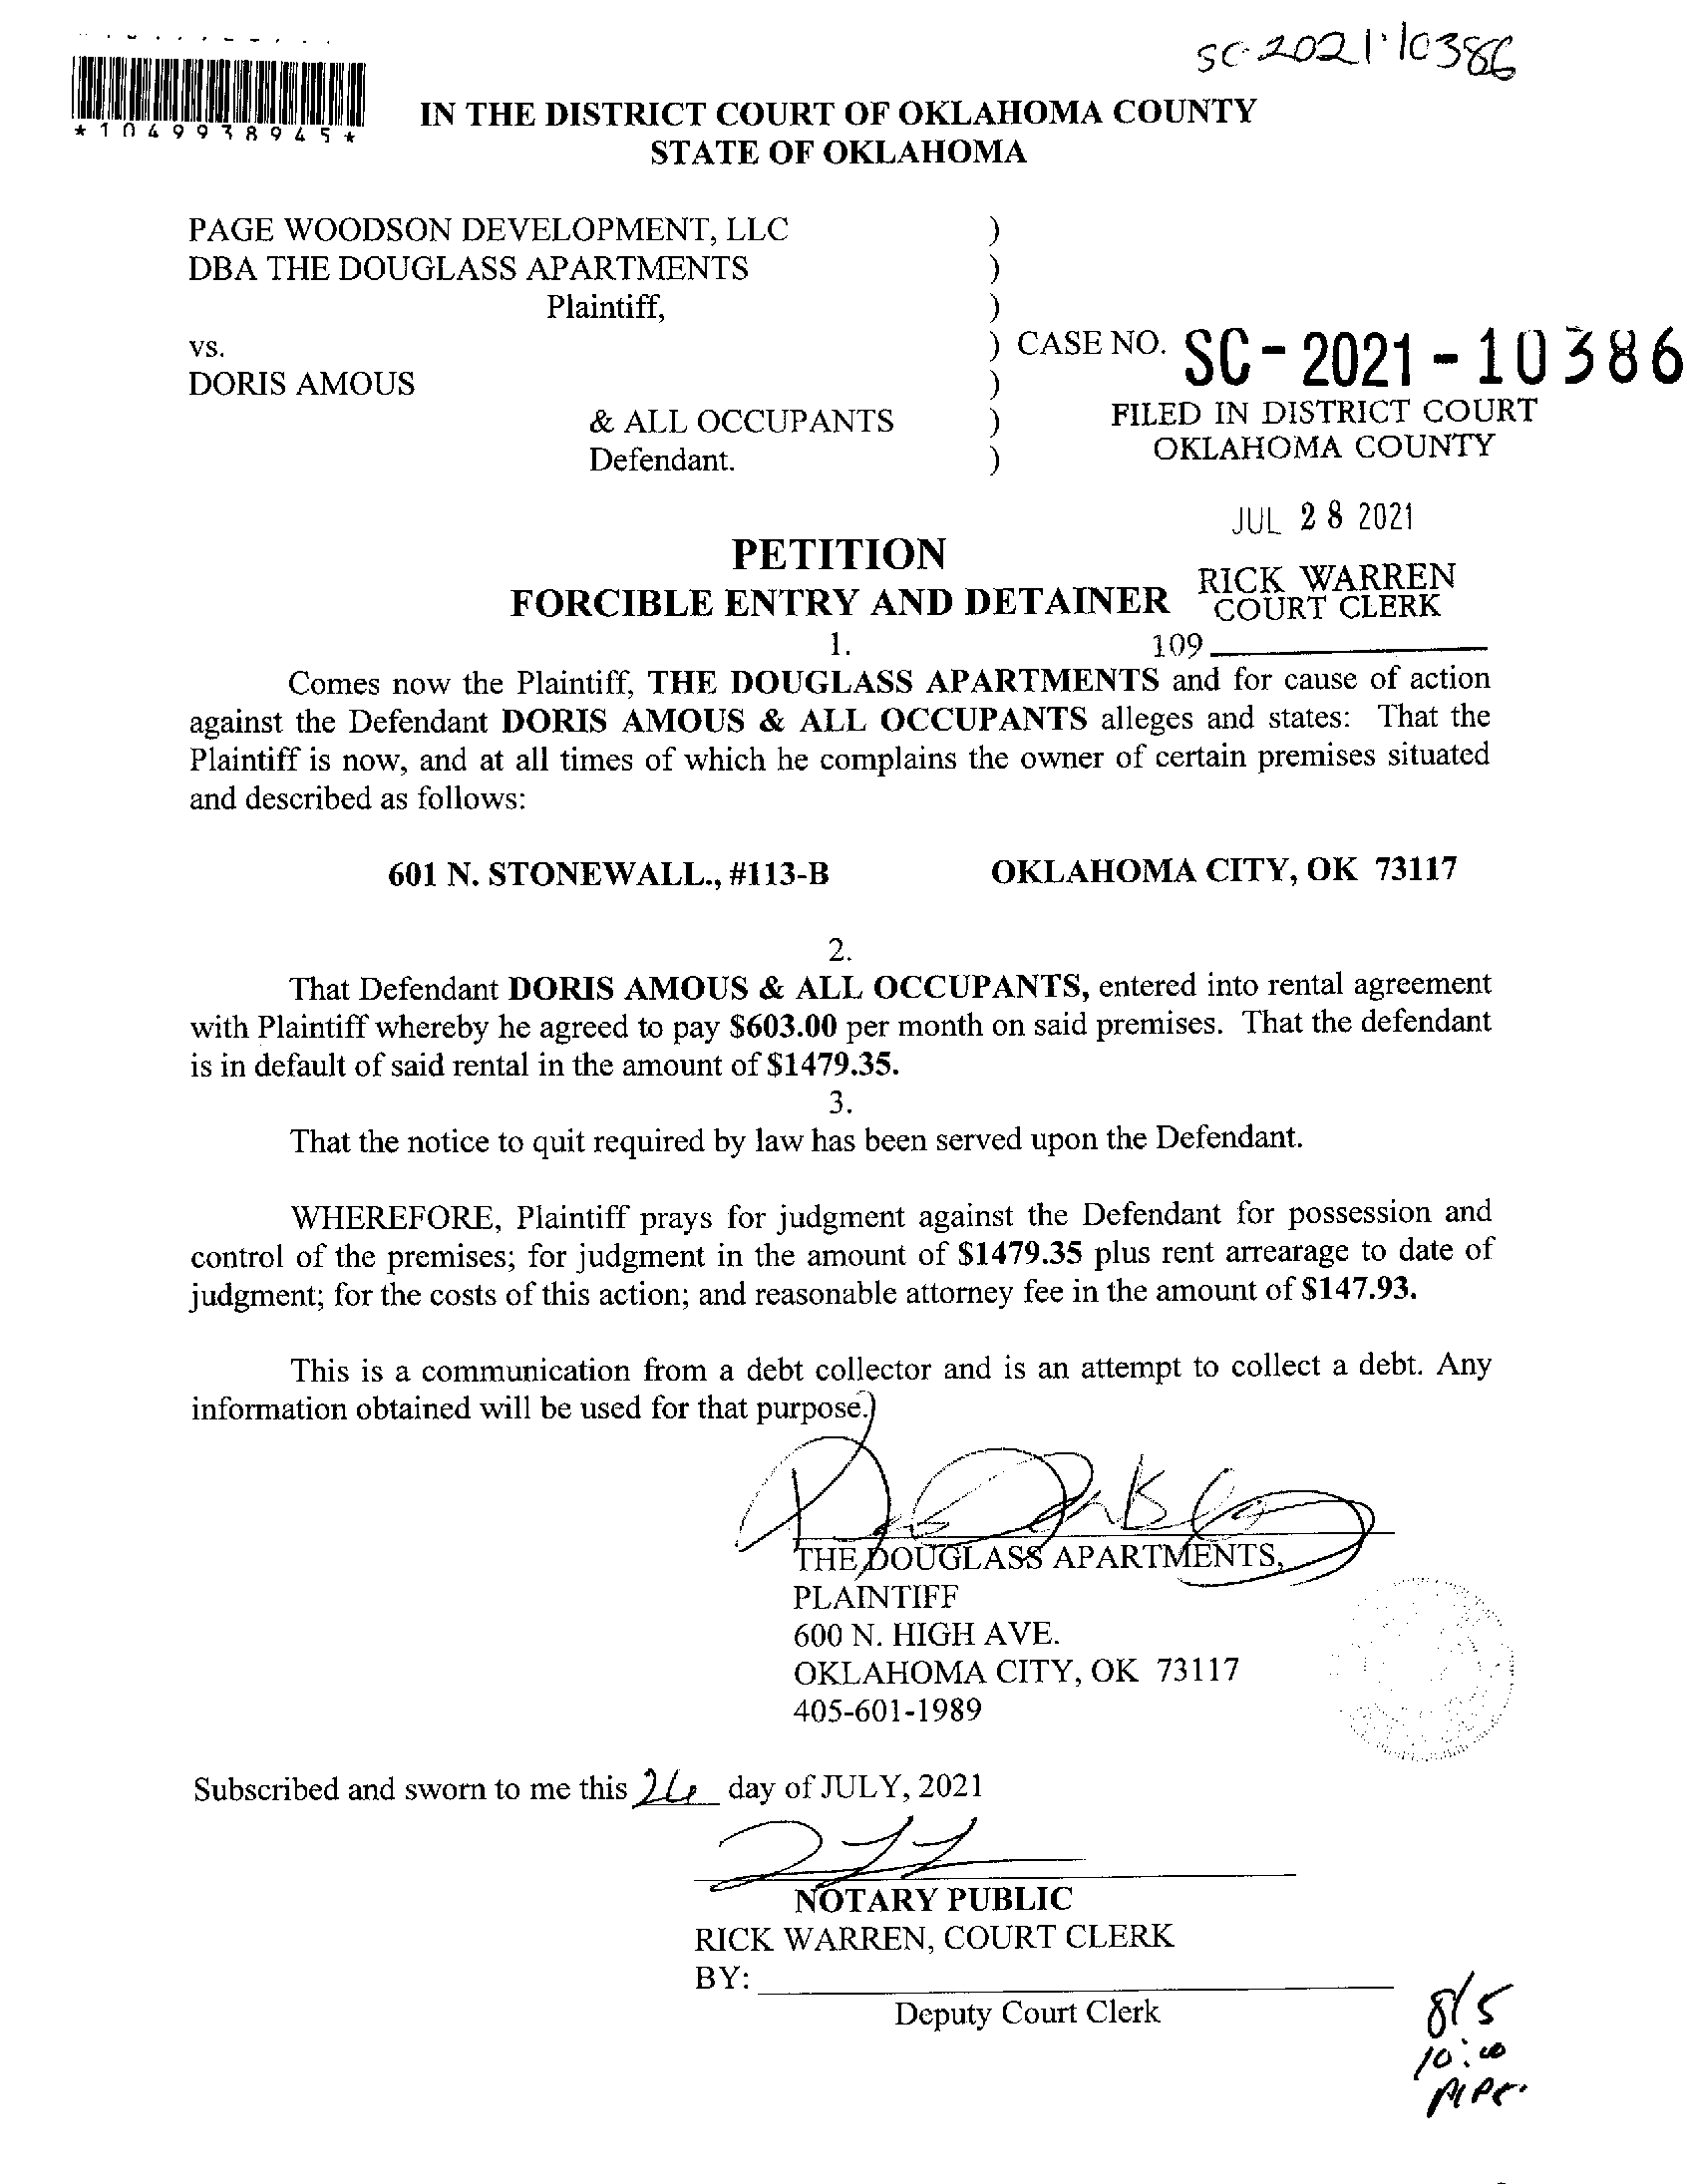 SC-2021-10386
*1049938945*
IN THE DISTRICT COURT OF OKLAHOMA COUNTY
STATE OF OKLAHOMA
PAGE WOODSON DEVELOPMENT, LLC )
DBA THE DOUGLASS APARTMENTS )
Plaintiff, )
vs. ) CASE NO. SC-2021-10386
DORIS AMOUS )
& ALL OCCUPANTS ) FILED IN DISTRICT COURT
Defendant. ) OKLAHOMA COUNTY
JUL 28 2021
PETITION
RICK WARREN
FORCIBLE ENTRY AND DETAINER COURT CLERK
1. 109
Comes now the Plaintiff, THE DOUGLASS APARTMENTS and for cause of action
against the Defendant DORIS AMOUS & ALL OCCUPANTS alleges and states: That the
Plaintiff is now, and at all times of which he complains the owner of certain premises situated
and described as follows:
601 N. STONEWALL., #113-B OKLAHOMA CITY, OK 73117
2.
That Defendant DORIS AMOUS & ALL OCCUPANTS, entered into rental agreement
with Plaintiff whereby he agreed to pay $603.00 per month on said premises. That the defendant
is in default of said rental in the amount of $1479.35.
3.
That the notice to quit required by law has been served upon the Defendant.
WHEREFORE, Plaintiff prays for judgment against the Defendant for possession and
control of the premises; for judgment in the amount of $1479.35 plus rent arrearage to date of
judgment; for the costs of this action; and reasonable attorney fee in the amount of $147.93.
This is a communication from a debt collector and is an attempt to collect a debt. Any
information obtained will be used for that purpose.
THE DOUGLASS APARTMENTS,
PLAINTIFF
600 N. HIGH AVE.
OKLAHOMA CITY, OK 73117
405-601-1989
Subscribed and sworn to me this day of JULY, 2021
NOTARY PUBLIC
RICK WARREN, COURT CLERK
BY:
Deputy Court Clerk
8/5
10:00